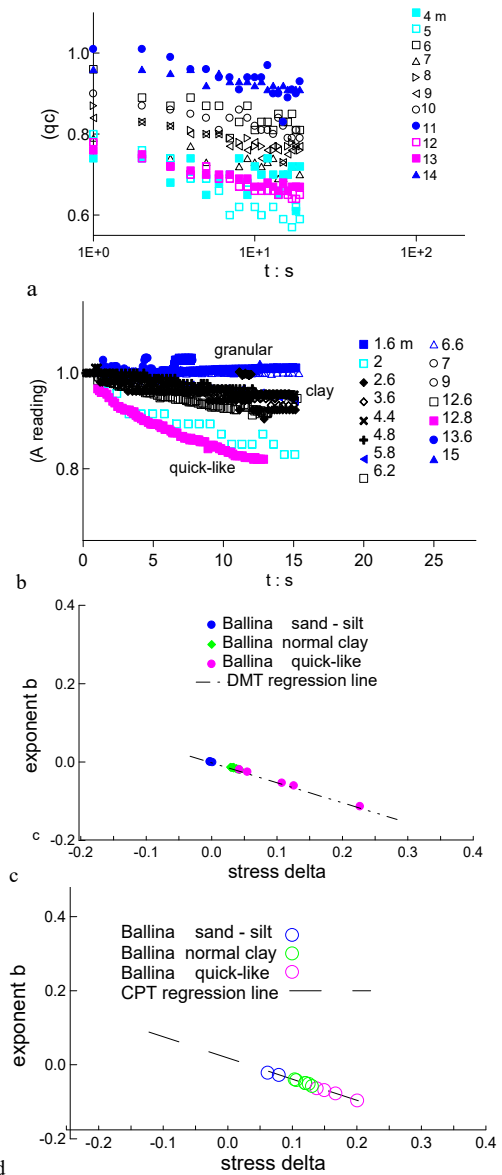 4 m
5
6
7
8
9
10
11
12
13
14
1.0
0.8
0.6
(qc)
1E+0
1E+1
1E+2
t : s
a
granular
clay
quick-like
1.0
0.8
(A reading)
0
5
10
15
20
25
t : s
1.6 m
2
2.6
3.6
4.4
4.8
5.8
6.2
6.6
7
9
12.6
12.8
13.6
15
b
0.4
0.2
0.0
-0.2
exponent b
Ballina sand - silt
Ballina normal clay
Ballina quick-like
DMT regression line
c
-0.2
-0.1
0.0
0.1
0.2
0.3
0.4
stress delta
c
0.4
0.2
0.0
-0.2
exponent b
Ballina sand - silt
Ballina normal clay
Ballina quick-like
CPT regression line
-0.2
-0.1
0.0
0.1
0.2
0.3
0.4
stress delta
d